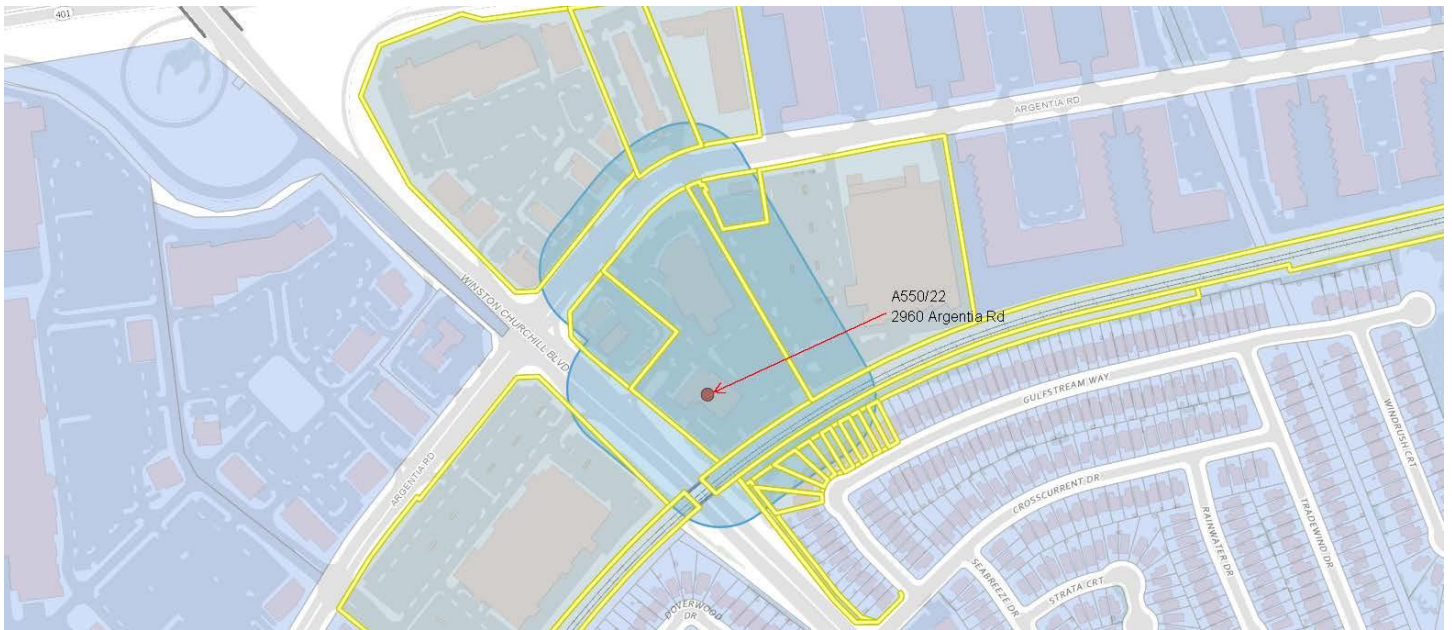 401
ARGENTIA RD
WINSTON CHURCHILL BLVD
A550/22
2960 Argentia Rd
GULFSTREAM WAY
WINDRUSH CRT
ARGENTIA RD
CROSSCURRENT DR
RAINWATER DR
TRADEWIND DR
SEABREEZE DR
STRATA CRT
DOVERWOOD
DR